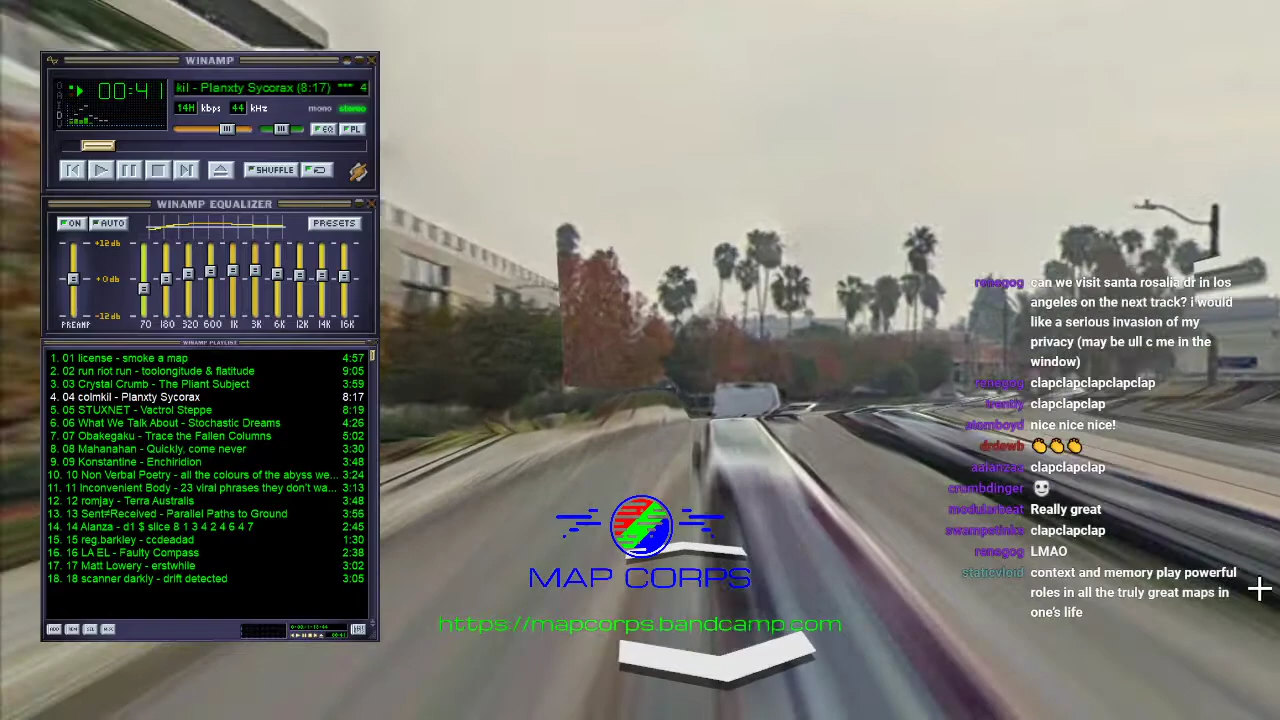 WINAMP
00:41
kil - Planxty Sycorax (8:17) *** 4
14H kbps 44 kHz mono stereo
EQ PL
SHUFFLE
WINAMP EQUALIZER
ON AUTO PRESETS
+12 db
+0 db
-12 db
PREAMP 70 180 320 600 1K 3K 6K 12K 14K 16K
WINAMP PLAYLIST
1. 01 license - smoke a map 4:57
2. 02 run riot run - toolongitude & flatitude 9:05
3. 03 Crystal Crumb - The Pliant Subject 3:59
4. 04 colmkil - Planxty Sycorax 8:17
5. 05 STUXNET - Vactrol Steppe 8:19
6. 06 What We Talk About - Stochastic Dreams 4:26
7. 07 Obakegaku - Trace the Fallen Columns 5:02
8. 08 Mahanahan - Quickly, come never 3:30
9. 09 Konstantine - Enchiridion 3:48
10. 10 Non Verbal Poetry - all the colours of the abyss we... 3:24
11. 11 Inconvenient Body - 23 viral phrases they don't wa... 3:13
12. 12 romjay - Terra Australis 3:48
13. 13 Sent≠Received - Parallel Paths to Ground 3:56
14. 14 Alanza - d1 $ slice 8 1 3 4 2 4 6 4 7 2:45
15. 15 reg.barkley - ccdeadad 1:30
16. 16 LA EL - Faulty Compass 2:38
17. 17 Matt Lowery - erstwhile 3:02
18. 18 scanner darkly - drift detected 3:05
MAP CORPS
https://mapcorps.bandcamp.com
renegog can we visit santa rosalia dr in los
angeles on the next track? i would
like a serious invasion of my
privacy (may be ull c me in the
window)
renegog clapclapclapclapclap
trently clapclapclap
stomboyd nice nice nice!
drdawb 👏👏👏
aalanzaa clapclapclap
crumbdinger
modularbeat Really great
swampstinks clapclapclap
renegog LMAO
staticvloid context and memory play powerful
roles in all the truly great maps in
one's life